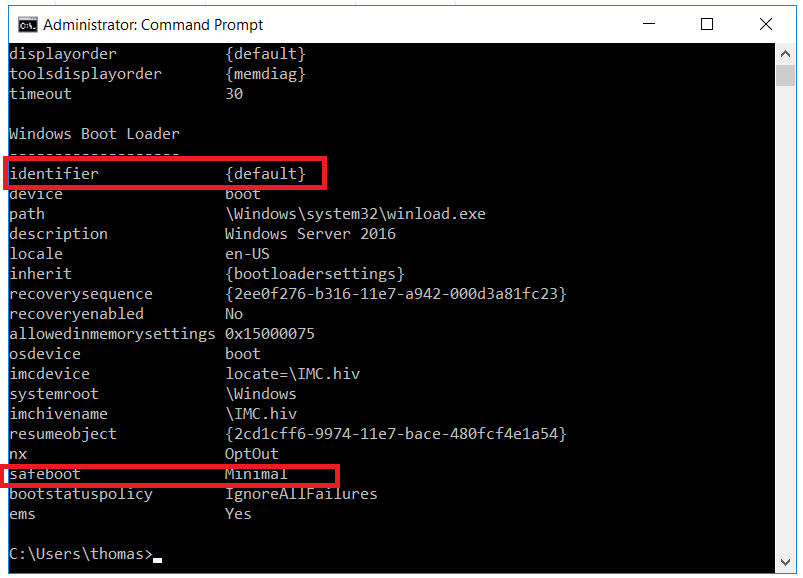 Administrator: Command Prompt
displayorder {default}
toolsdisplayorder {memdiag}
timeout 30
Windows Boot Loader
-------------------
identifier {default}
device boot
path \Windows\system32\winload.exe
description Windows Server 2016
locale en-US
inherit {bootloadersettings}
recoverysequence {2ee0f276-b316-11e7-a942-000d3a81fc23}
recoveryenabled No
allowedinmemorysettings 0x15000075
osdevice boot
imcdevice locate=\IMC.hiv
systemroot \Windows
imchivename \IMC.hiv
resumeobject {2cd1cff6-9974-11e7-bace-480fcf4e1a54}
nx OptOut
safeboot Minimal
bootstatuspolicy IgnoreAllFailures
ems Yes
C:\Users\thomas>